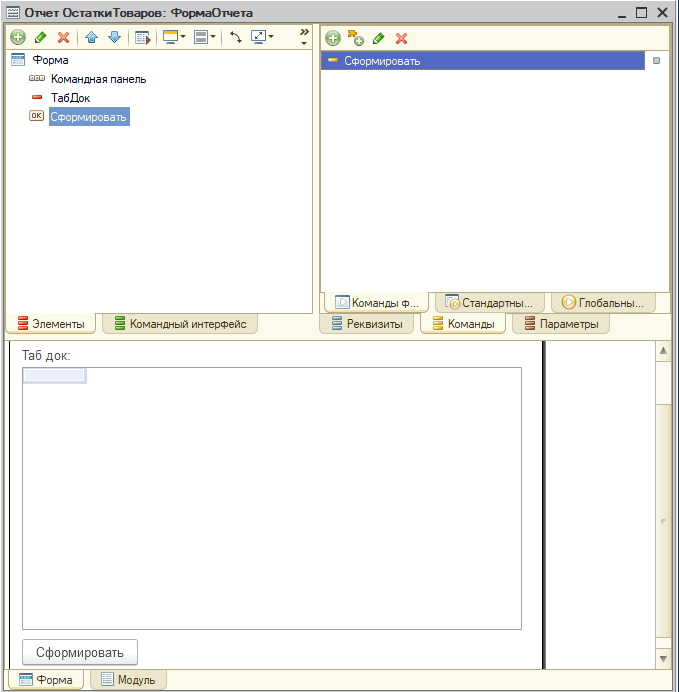 Отчет ОстаткиТоваров: ФормаОтчета
Форма
Командная панель
ТабДок
OK Сформировать
Сформировать
Команды ф... Стандартны... Глобальны...
Элементы Командный интерфейс
Реквизиты Команды Параметры
Таб док:
Сформировать
Форма Модуль